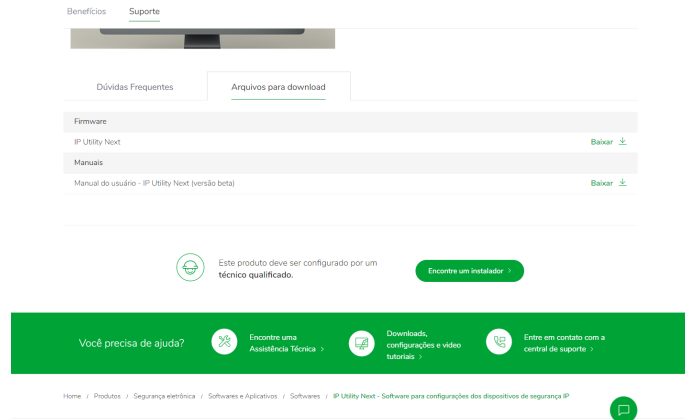 Benefícios Suporte
Dúvidas Frequentes Arquivos para download
Firmware
IP Utility Next Baixar
Manuais
Manual do usuário - IP Utility Next (versão beta) Baixar
Este produto deve ser configurado por um
técnico qualificado.
Encontre um instalador >
Você precisa de ajuda?
Encontre uma
Assistência Técnica >
Downloads,
configurações e video
tutoriais >
Entre em contato com a
central de suporte >
Home / Produtos / Segurança eletrônica / Softwares e Aplicativos / Softwares / IP Utility Next - Software para configurações dos dispositivos de segurança IP